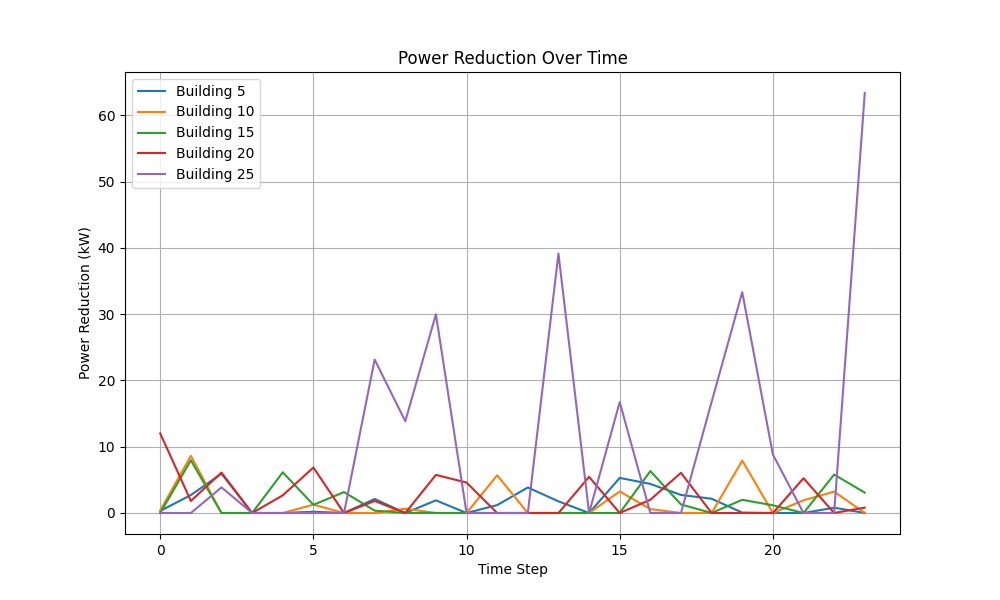 Power Reduction Over Time
Building 5
Building 10
Building 15
Building 20
Building 25
Power Reduction (kW)
60
50
40
30
20
10
0
0 5 10 15 20
Time Step